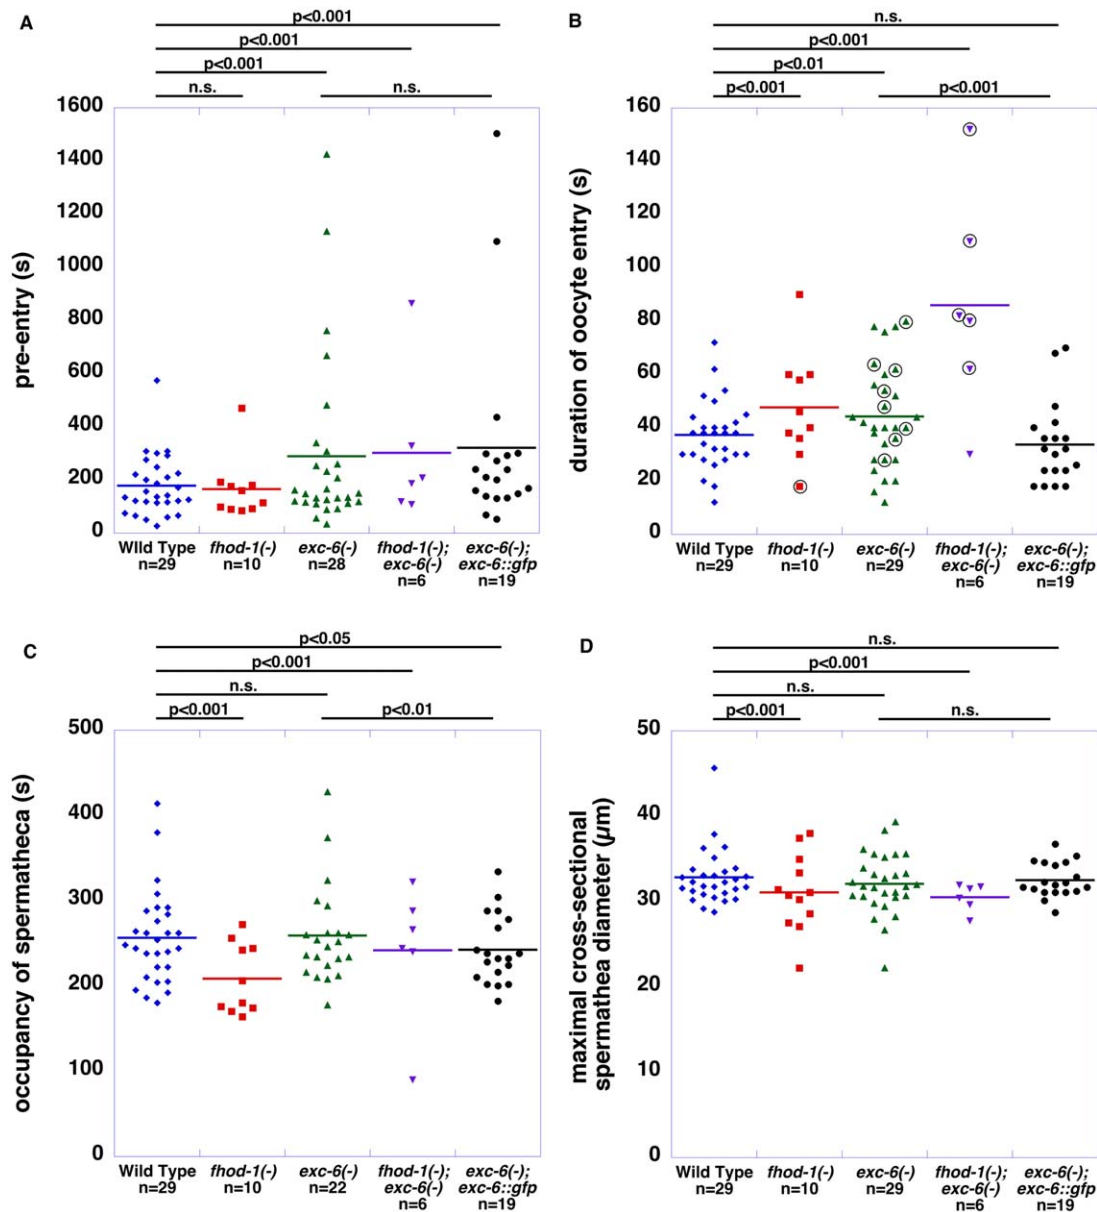 A
p<0.001
p<0.001
p<0.001
n.s.
n.s.
1600
1400
1200
1000
800
600
400
200
0
pre-entry (s)
WIld Type
n=29
fhod-1(-)
n=10
exc-6(-)
n=28
fhod-1(-);
exc-6(-)
n=6
exc-6(-);
exc-6::gfp
n=19
B
n.s.
p<0.001
p<0.01
p<0.001
p<0.001
160
140
120
100
80
60
40
20
0
duration of oocyte entry (s)
Wild Type
n=29
fhod-1(-)
n=10
exc-6(-)
n=29
fhod-1(-);
exc-6(-)
n=6
exc-6(-);
exc-6::gfp
n=19
C
p<0.05
p<0.001
n.s.
p<0.001
p<0.01
500
400
300
200
100
0
occupancy of spermatheca (s)
Wild Type
n=29
fhod-1(-)
n=10
exc-6(-)
n=22
fhod-1(-);
exc-6(-)
n=6
exc-6(-);
exc-6::gfp
n=19
D
n.s.
p<0.001
n.s.
p<0.001
n.s.
50
40
30
20
10
0
maximal cross-sectional
spermathea diameter (µm)
Wild Type
n=29
fhod-1(-)
n=10
exc-6(-)
n=29
fhod-1(-);
exc-6(-)
n=6
exc-6(-);
exc-6::gfp
n=19